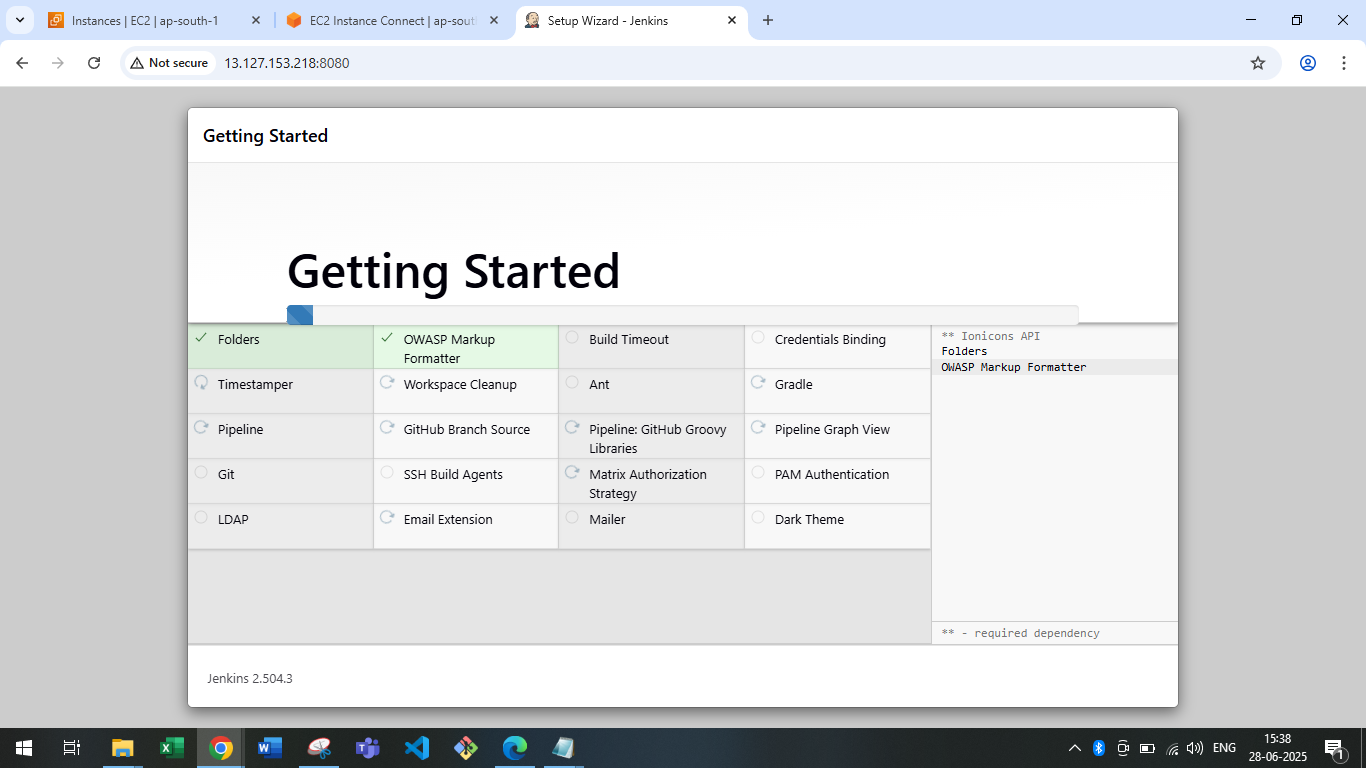 Instances | EC2 | ap-south-1
EC2 Instance Connect | ap-sout
Setup Wizard - Jenkins
Not secure
13.127.153.218:8080
Getting Started
Getting Started
Folders
OWASP Markup
Formatter
Build Timeout
Credentials Binding
Timestamper
Workspace Cleanup
Ant
Gradle
Pipeline
GitHub Branch Source
Pipeline: GitHub Groovy
Libraries
Pipeline Graph View
Git
SSH Build Agents
Matrix Authorization
Strategy
PAM Authentication
LDAP
Email Extension
Mailer
Dark Theme
** Ionicons API
Folders
OWASP Markup Formatter
** - required dependency
Jenkins 2.504.3
ENG
15:38
28-06-2025
1